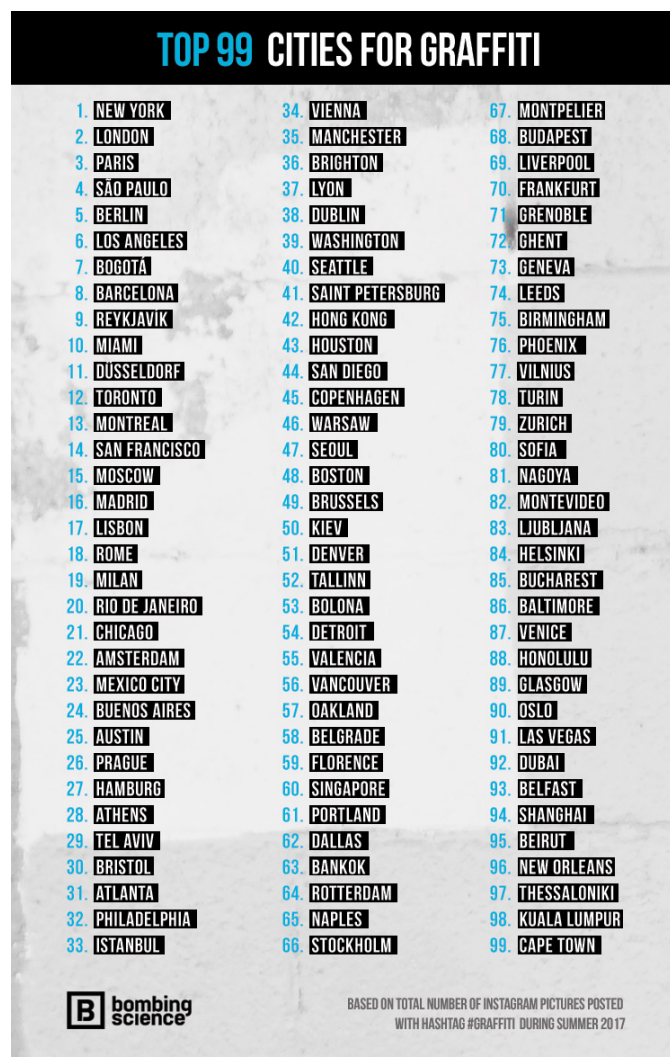 TOP 99 CITIES FOR GRAFFITI
1. NEW YORK
2. LONDON
3. PARIS
4. SÃO PAULO
5. BERLIN
6. LOS ANGELES
7. BOGOTÁ
8. BARCELONA
9. REYKJAVÍK
10. MIAMI
11. DÜSSELDORF
12. TORONTO
13. MONTREAL
14. SAN FRANCISCO
15. MOSCOW
16. MADRID
17. LISBON
18. ROME
19. MILAN
20. RIO DE JANEIRO
21. CHICAGO
22. AMSTERDAM
23. MEXICO CITY
24. BUENOS AIRES
25. AUSTIN
26. PRAGUE
27. HAMBURG
28. ATHENS
29. TEL AVIV
30. BRISTOL
31. ATLANTA
32. PHILADELPHIA
33. ISTANBUL
34. VIENNA
35. MANCHESTER
36. BRIGHTON
37. LYON
38. DUBLIN
39. WASHINGTON
40. SEATTLE
41. SAINT PETERSBURG
42. HONG KONG
43. HOUSTON
44. SAN DIEGO
45. COPENHAGEN
46. WARSAW
47. SEOUL
48. BOSTON
49. BRUSSELS
50. KIEV
51. DENVER
52. TALLINN
53. BOLONA
54. DETROIT
55. VALENCIA
56. VANCOUVER
57. OAKLAND
58. BELGRADE
59. FLORENCE
60. SINGAPORE
61. PORTLAND
62. DALLAS
63. BANKOK
64. ROTTERDAM
65. NAPLES
66. STOCKHOLM
67. MONTPELIER
68. BUDAPEST
69. LIVERPOOL
70. FRANKFURT
71. GRENOBLE
72. GHENT
73. GENEVA
74. LEEDS
75. BIRMINGHAM
76. PHOENIX
77. VILNIUS
78. TURIN
79. ZURICH
80. SOFIA
81. NAGOYA
82. MONTEVIDEO
83. LJUBLJANA
84. HELSINKI
85. BUCHAREST
86. BALTIMORE
87. VENICE
88. HONOLULU
89. GLASGOW
90. OSLO
91. LAS VEGAS
92. DUBAI
93. BELFAST
94. SHANGHAI
95. BEIRUT
96. NEW ORLEANS
97. THESSALONIKI
98. KUALA LUMPUR
99. CAPE TOWN
B bombing
science
BASED ON TOTAL NUMBER OF INSTAGRAM PICTURES POSTED
WITH HASHTAG #GRAFFITI DURING SUMMER 2017